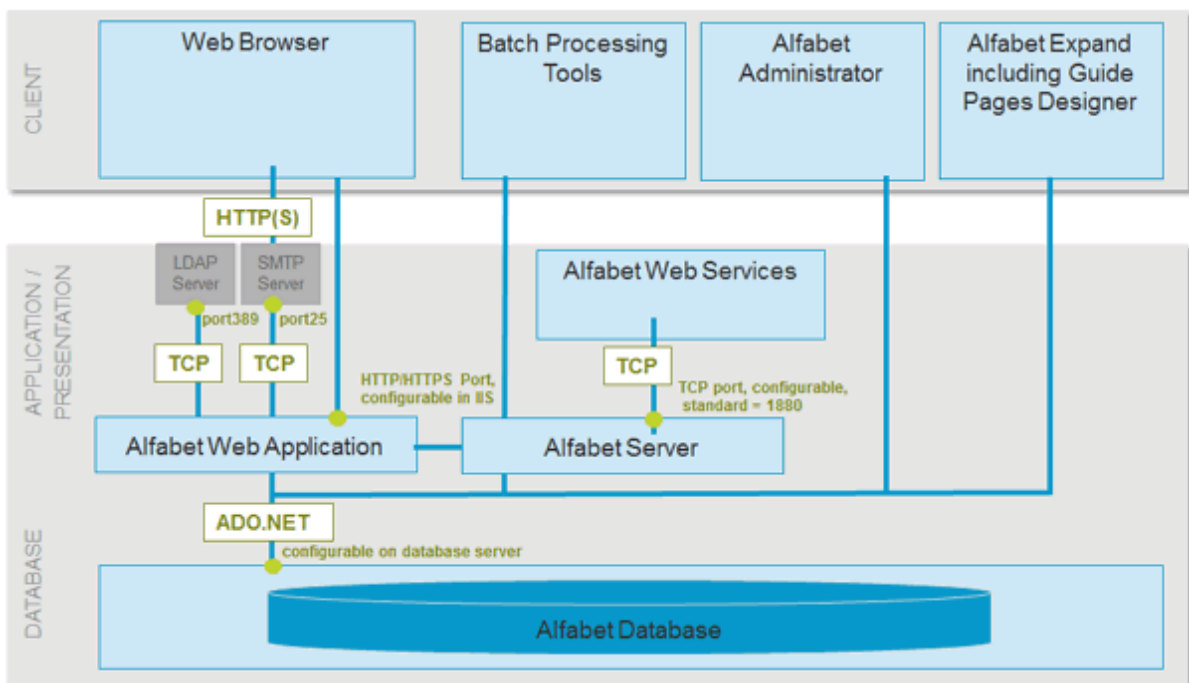 CLIENT
Web Browser
Batch Processing
Tools
Alfabet
Administrator
Alfabet Expand
including Guide
Pages Designer
HTTP(S)
APPLICATION /
PRESENTATION
LDAP
Server
SMTP
Server
port389
port25
TCP
TCP
HTTP/HTTPS Port,
configurable in IIS
Alfabet Web Services
TCP
TCP port, configurable,
standard = 1880
Alfabet Web Application
Alfabet Server
DATABASE
ADO.NET
configurable on database server
Alfabet Database